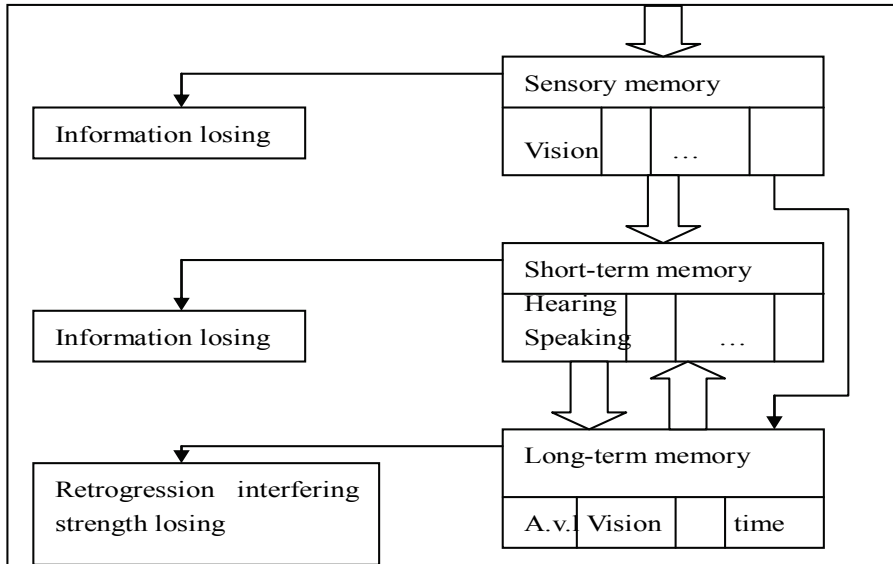 Sensory memory
Information losing
Vision
…
Short-term memory
Hearing
Speaking
…
Information losing
Long-term memory
Retrogression interfering
strength losing
A.v.l Vision time